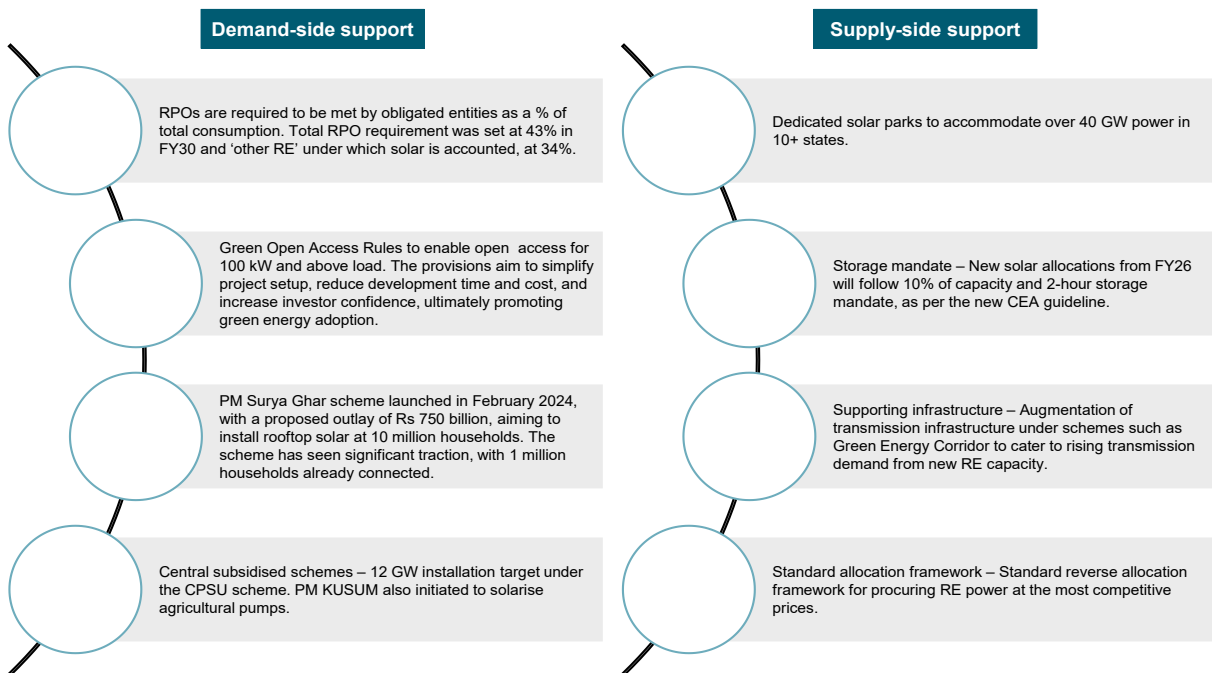 Demand-side support
RPOs are required to be met by obligated entities as a % of
total consumption. Total RPO requirement was set at 43% in
FY30 and ‘other RE’ under which solar is accounted, at 34%.
Green Open Access Rules to enable open  access for
100 kW and above load. The provisions aim to simplify
project setup, reduce development time and cost, and
increase investor confidence, ultimately promoting
green energy adoption.
PM Surya Ghar scheme launched in February 2024,
with a proposed outlay of Rs 750 billion, aiming to
install rooftop solar at 10 million households. The
scheme has seen significant traction, with 1 million
households already connected.
Central subsidised schemes – 12 GW installation target under
the CPSU scheme. PM KUSUM also initiated to solarise
agricultural pumps.
Supply-side support
Dedicated solar parks to accommodate over 40 GW power in
10+ states.
Storage mandate – New solar allocations from FY26
will follow 10% of capacity and 2-hour storage
mandate, as per the new CEA guideline.
Supporting infrastructure – Augmentation of
transmission infrastructure under schemes such as
Green Energy Corridor to cater to rising transmission
demand from new RE capacity.
Standard allocation framework – Standard reverse allocation
framework for procuring RE power at the most competitive
prices.